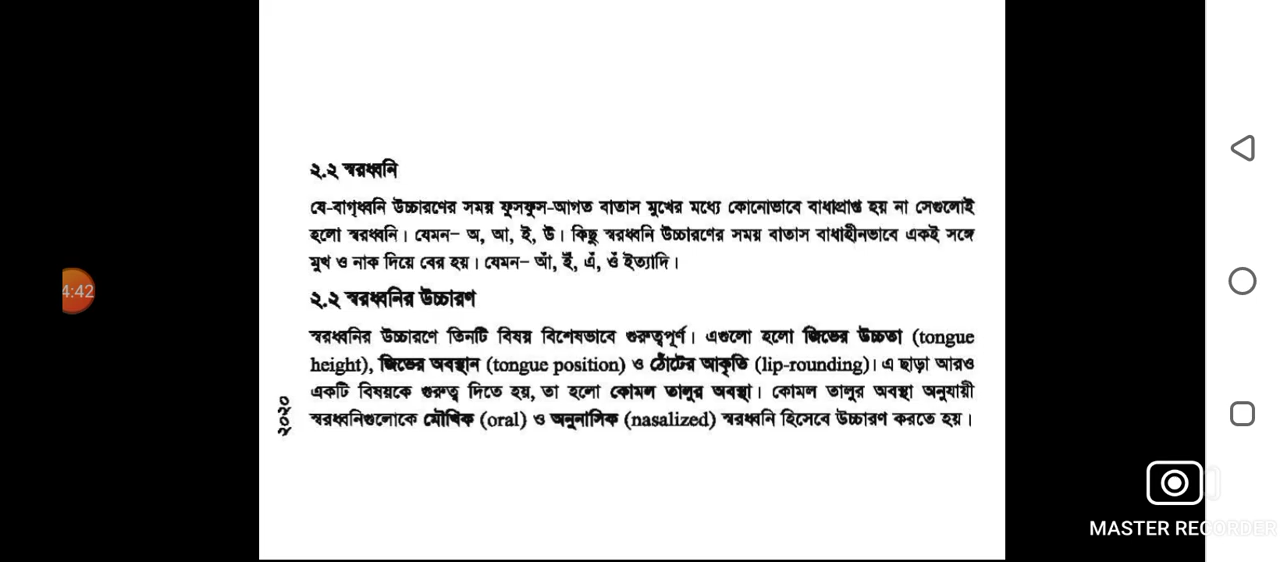 ২.২ স্বরধ্বনি
যে-বাগ্ধ্বনি উচ্চারণের সময় ফুসফুস-আগত বাতাস মুখের মধ্যে কোনোভাবে বাধাপ্রাপ্ত হয় না সেগুলোই
হলো স্বরধ্বনি। যেমন– অ, আ, ই, উ। কিছু স্বরধ্বনি উচ্চারণের সময় বাতাস বাধাহীনভাবে একই সঙ্গে
মুখ ও নাক দিয়ে বের হয়। যেমন– আঁ, ইঁ, এঁ, ওঁ ইত্যাদি।
4:42
২.২ স্বরধ্বনির উচ্চারণ
স্বরধ্বনির উচ্চারণে তিনটি বিষয় বিশেষভাবে গুরুত্বপূর্ণ। এগুলো হলো জিভের উচ্চতা (tongue
height), জিভের অবস্থান (tongue position) ও ঠোঁটের আকৃতি (lip-rounding)। এ ছাড়া আরও
একটি বিষয়কে গুরুত্ব দিতে হয়, তা হলো কোমল তালুর অবস্থা। কোমল তালুর অবস্থা অনুযায়ী
স্বরধ্বনিগুলোকে মৌখিক (oral) ও অনুনাসিক (nasalized) স্বরধ্বনি হিসেবে উচ্চারণ করতে হয়।
২০২০
MASTER RECORDER